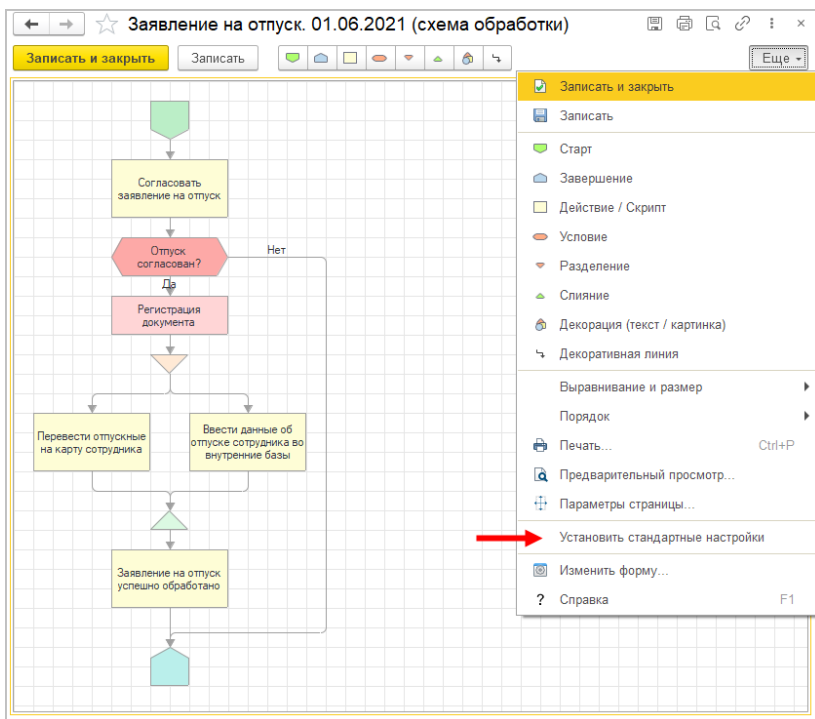 Заявление на отпуск. 01.06.2021 (схема обработки)
Записать и закрыть
Записать
Еще
Согласовать
заявление на отпуск
Отпуск
согласован?
Нет
Да
Регистрация
документа
Перевести отпускные
на карту сотрудника
Ввести данные об
отпуске сотрудника во
внутренние базы
Заявление на отпуск
успешно обработано
Записать и закрыть
Записать
Старт
Завершение
Действие / Скрипт
Условие
Разделение
Слияние
Декорация (текст / картинка)
Декоративная линия
Выравнивание и размер
Порядок
Печать... Ctrl+P
Предварительный просмотр...
Параметры страницы...
Установить стандартные настройки
Изменить форму...
? Справка F1